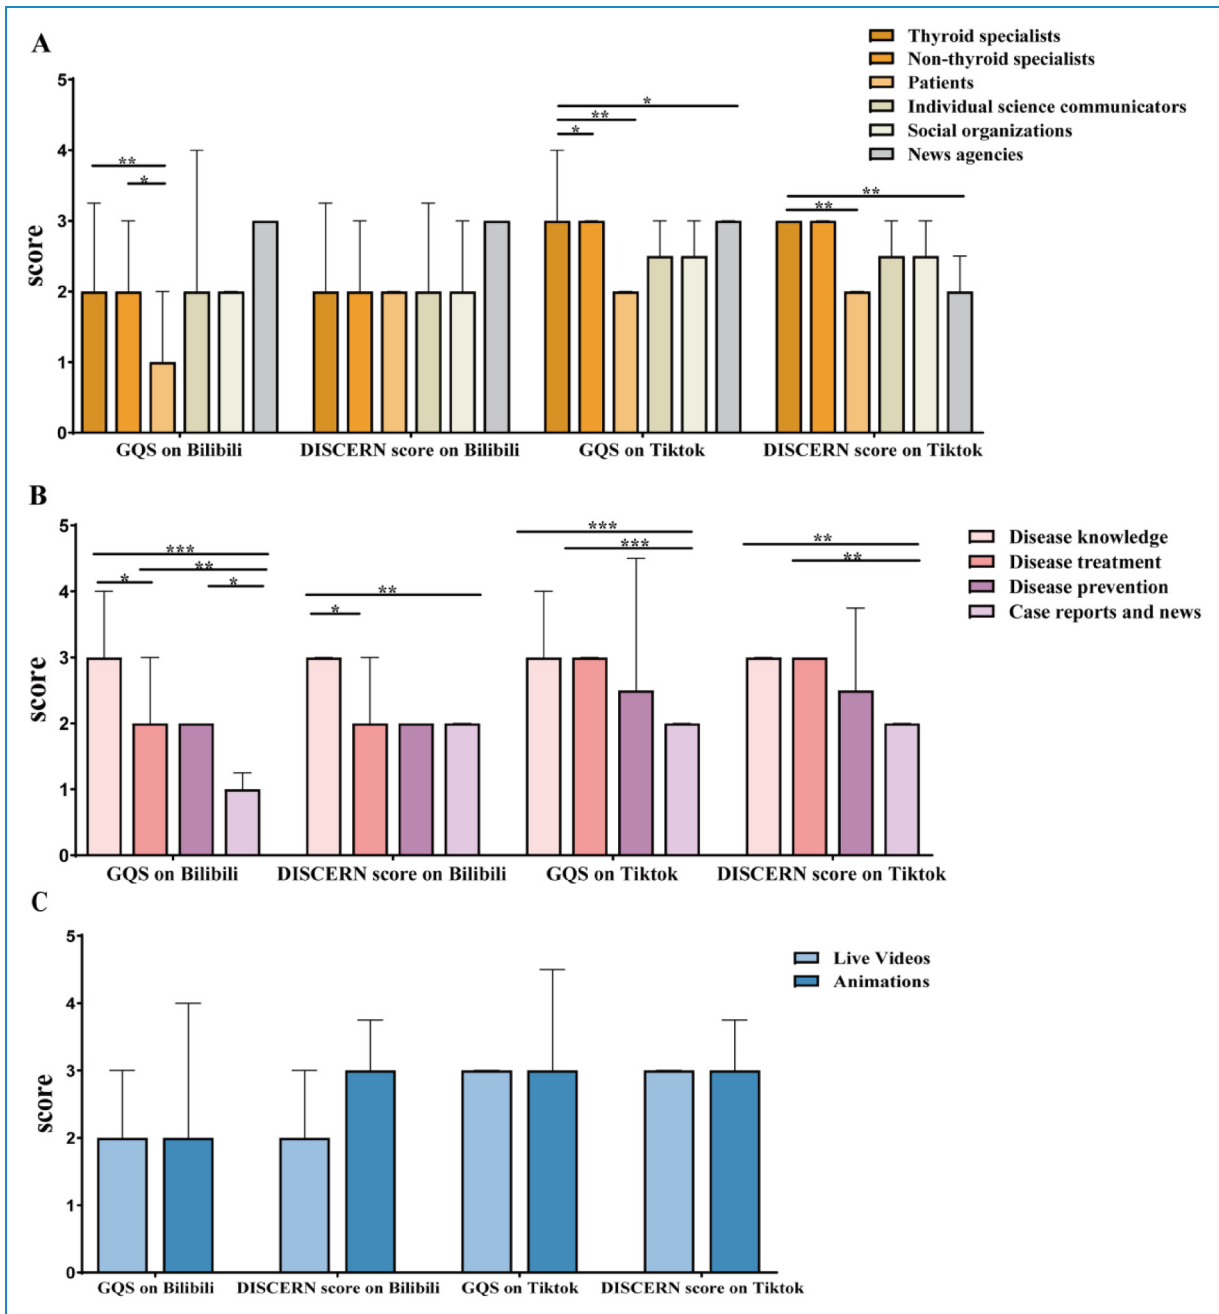 A
Thyroid specialists
Non-thyroid specialists
Patients
Individual science communicators
Social organizations
News agencies
score
5
4
3
2
1
0
** * * ** * ** **
GQS on Bilibili DISCERN score on Bilibili GQS on Tiktok DISCERN score on Tiktok
B
Disease knowledge
Disease treatment
Disease prevention
Case reports and news
score
5
4
3
2
1
0
*** ** * * ** * *** *** ** **
GQS on Bilibili DISCERN score on Bilibili GQS on Tiktok DISCERN score on Tiktok
C
Live Videos
Animations
score
5
4
3
2
1
0
GQS on Bilibili DISCERN score on Bilibili GQS on Tiktok DISCERN score on Tiktok